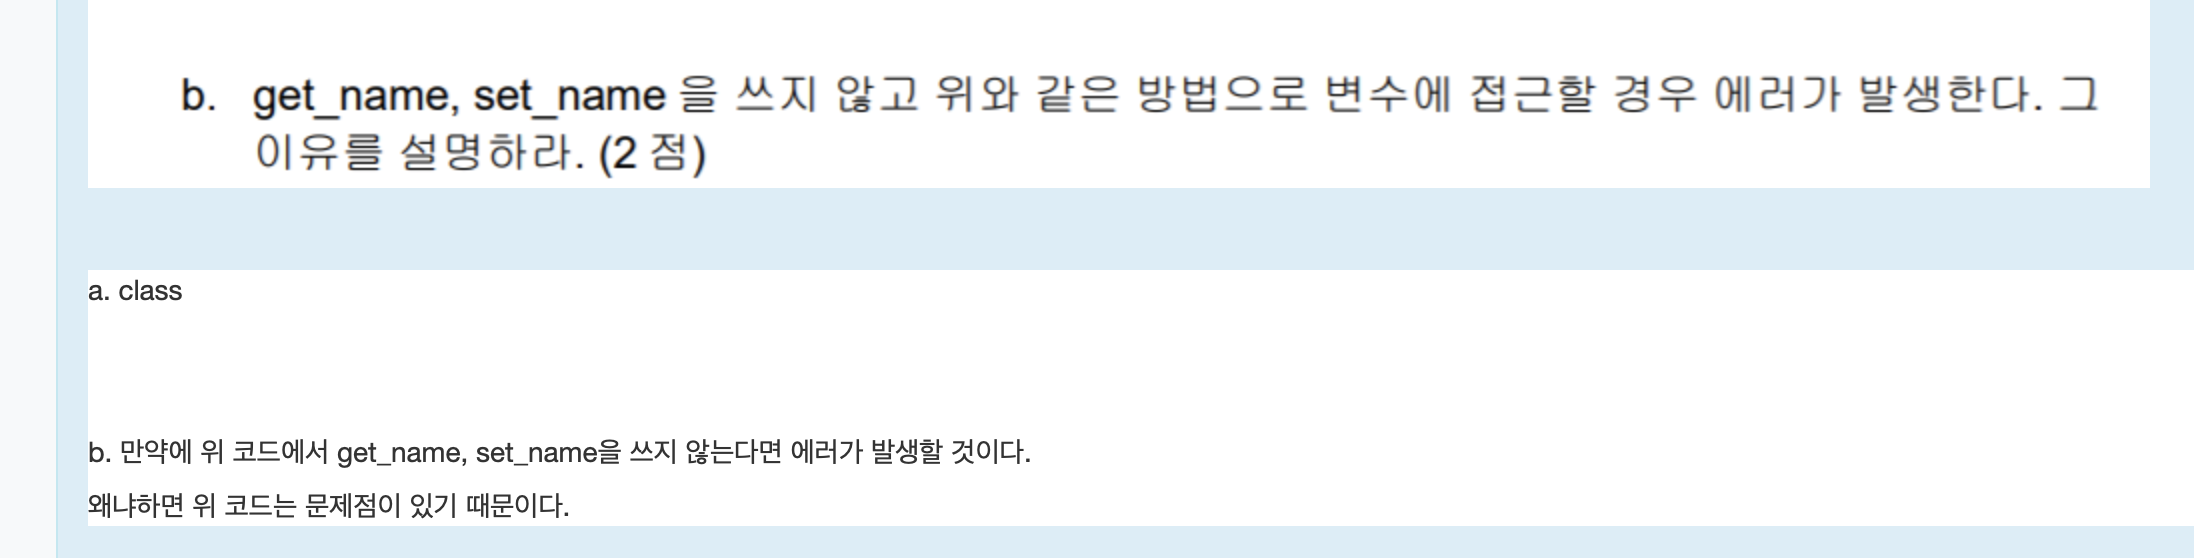 b. get_name, set_name 을 쓰지 않고 위와 같은 방법으로 변수에 접근할 경우 에러가 발생한다. 그
이유를 설명하라. (2 점)
a. class
b. 만약에 위 코드에서 get_name, set_name을 쓰지 않는다면 에러가 발생할 것이다.
왜냐하면 위 코드는 문제점이 있기 때문이다.